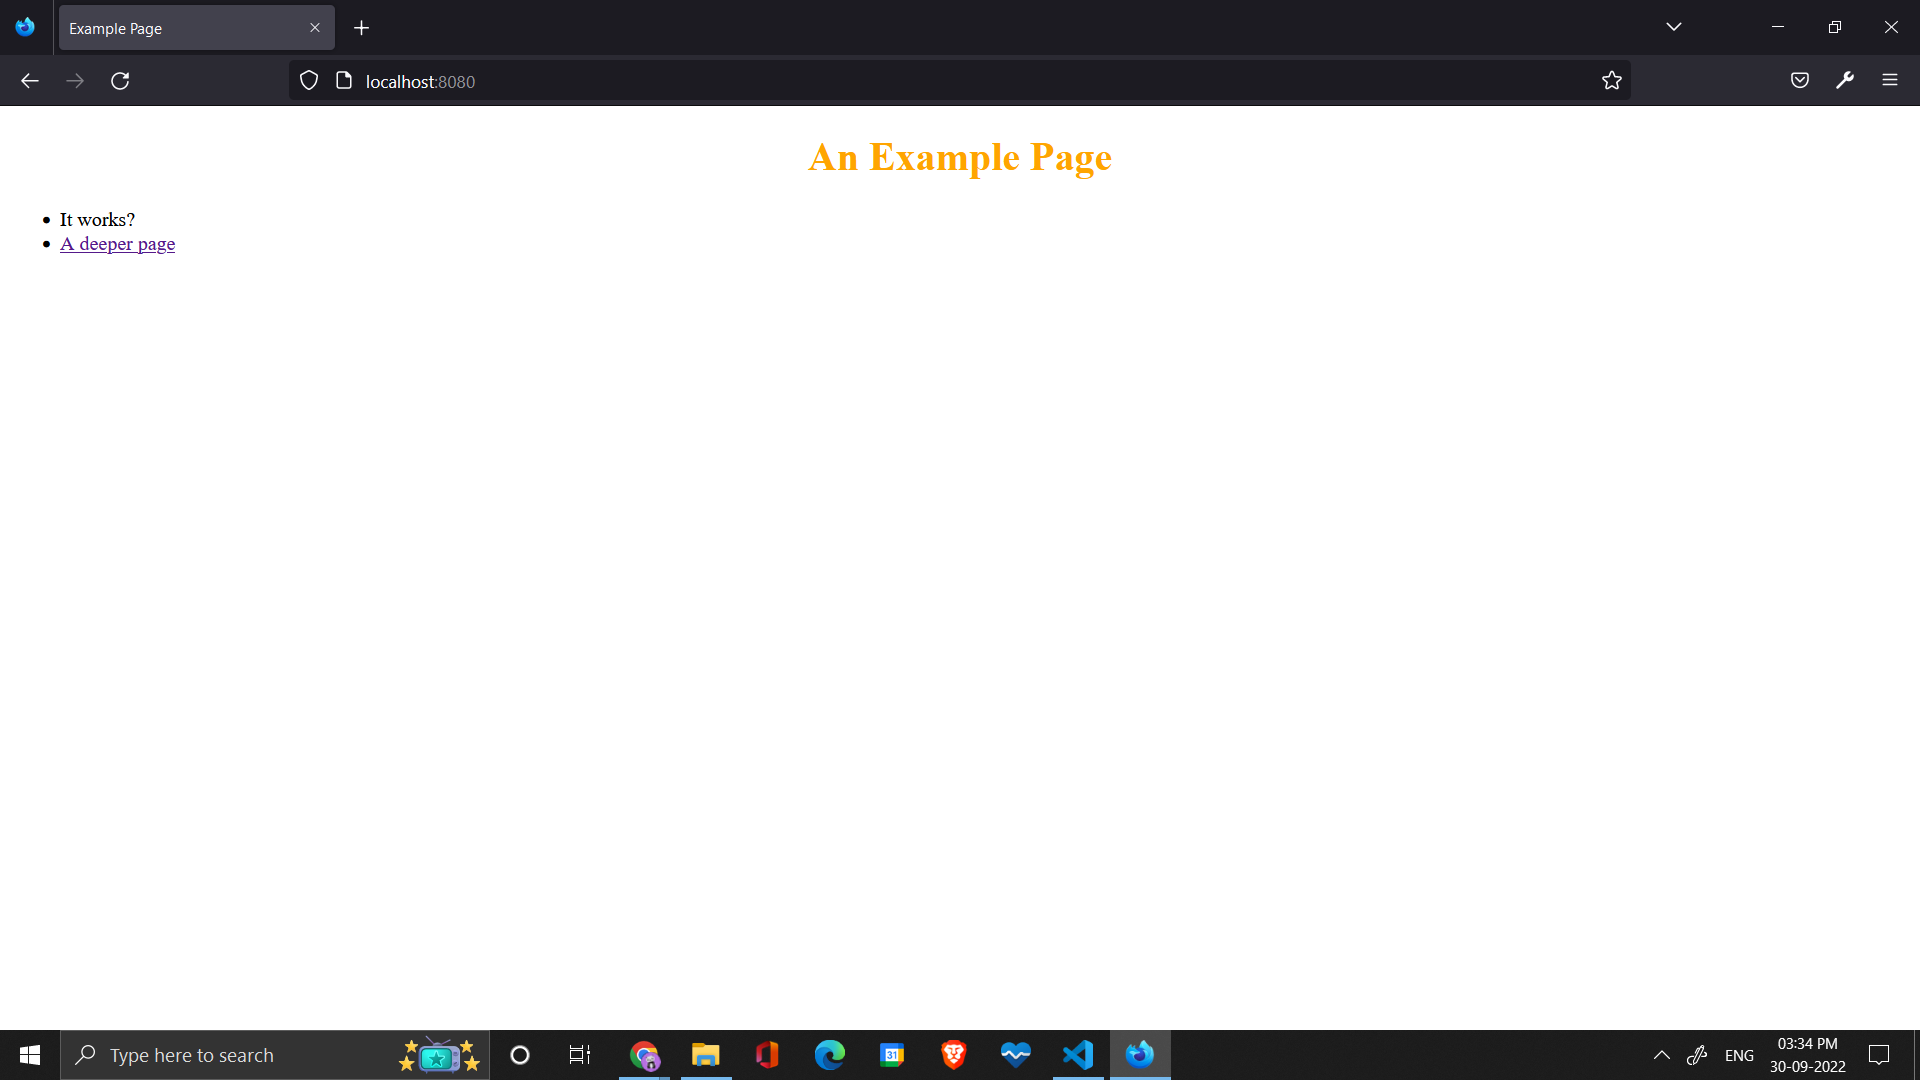 Example Page
localhost:8080
An Example Page
It works?
A deeper page
Type here to search
31
ENG
03:34 PM
30-09-2022